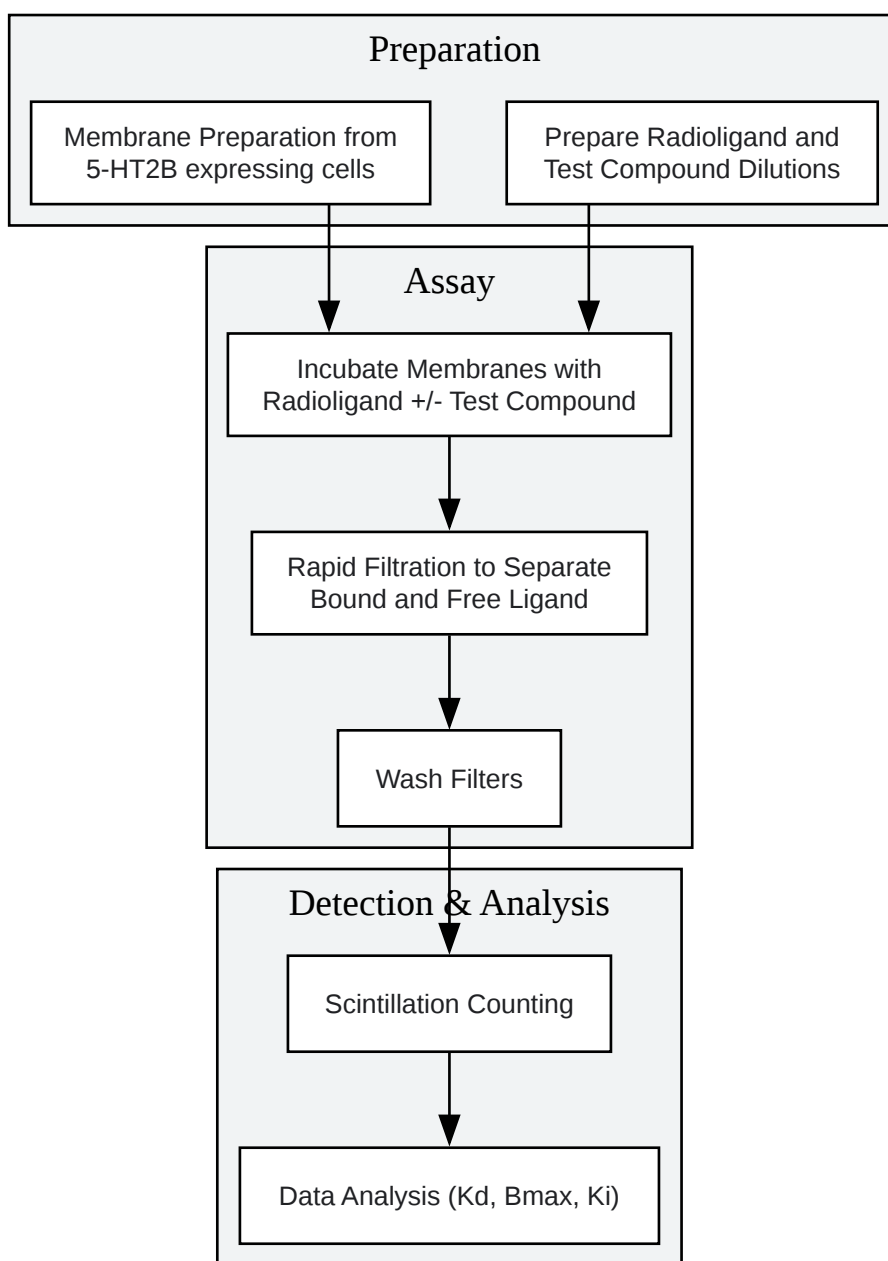 Preparation
Membrane Preparation from
5-HT2B expressing cells
Prepare Radioligand and
Test Compound Dilutions
Assay
Incubate Membranes with
Radioligand +/- Test Compound
Rapid Filtration to Separate
Bound and Free Ligand
Wash Filters
Detection & Analysis
Scintillation Counting
Data Analysis (Kd, Bmax, Ki)